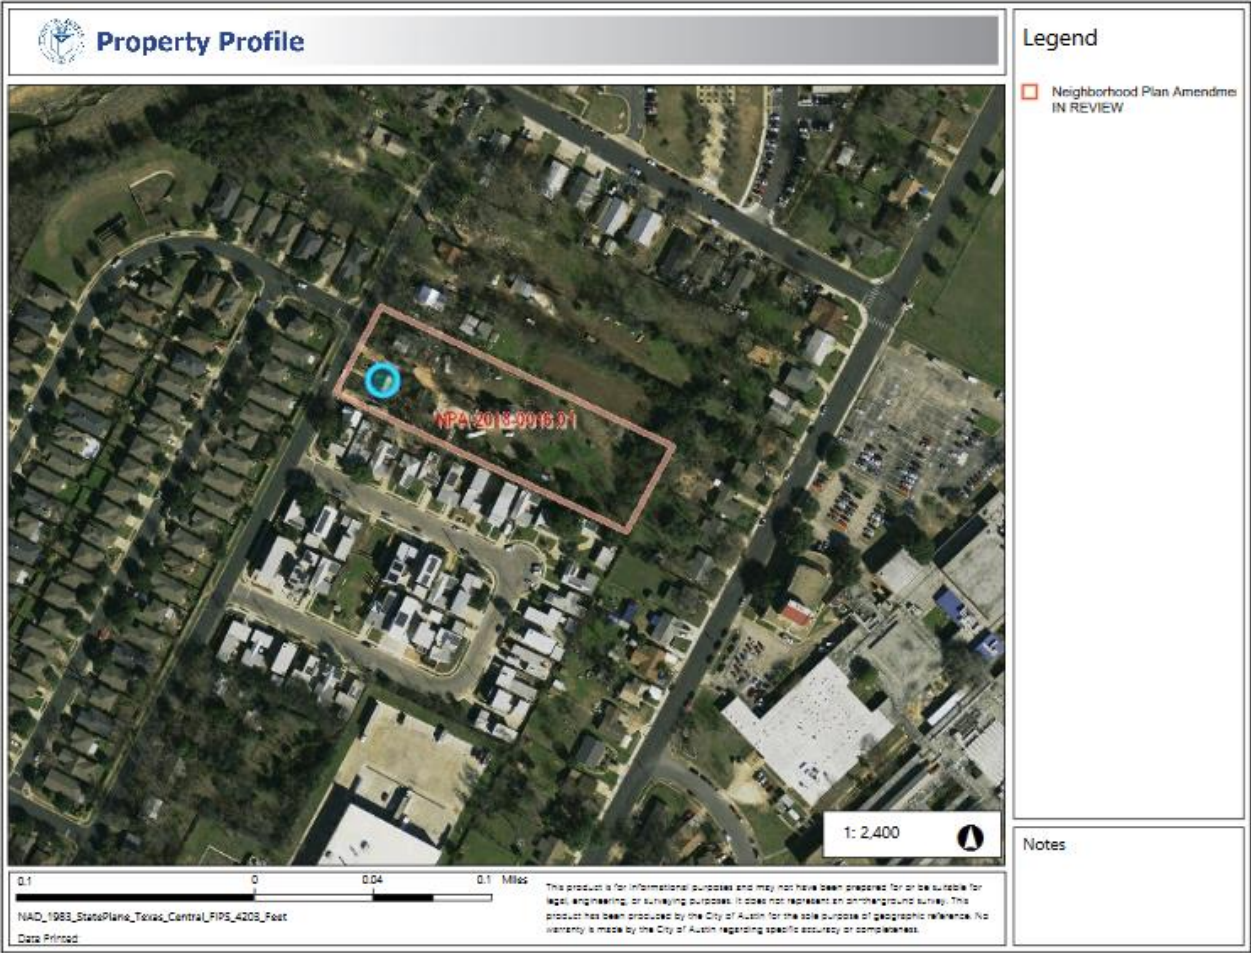 Property Profile
Legend
Neighborhood Plan Amendme
IN REVIEW
NPA-2018-0016.01
1: 2,400
Notes
0.1 0 0.04 0.1 Miles
NAD_1983_StatePlane_Texas_Central_FIPS_4203_Feet
Date Printed:
This product is for informational purposes and may not have been prepared for or be suitable for
legal, engineering, or surveying purposes. It does not represent an on-the-ground survey. This
product has been produced by the City of Austin for the sole purpose of geographic reference. No
warranty is made by the City of Austin regarding specific accuracy or completeness.